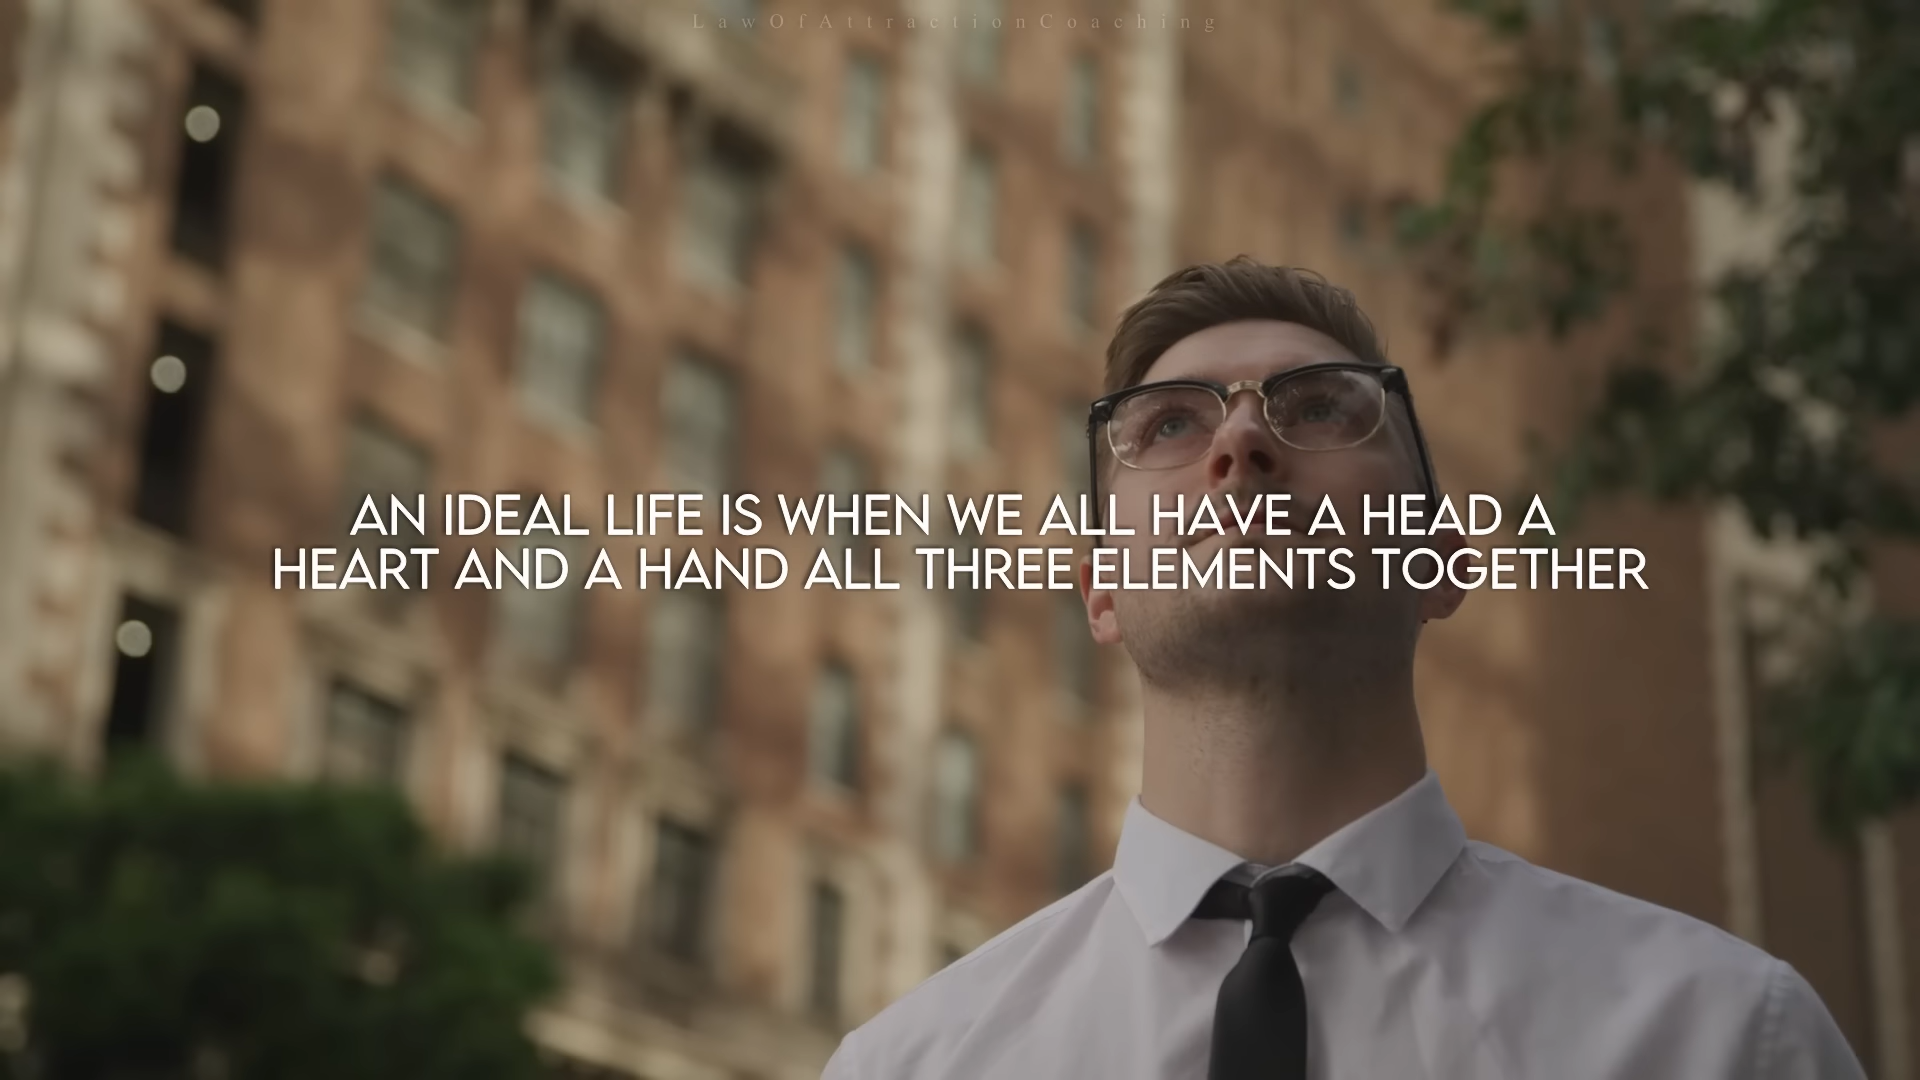 LawOfAttractionCoaching
AN IDEAL LIFE IS WHEN WE ALL HAVE A HEAD A
HEART AND A HAND ALL THREE ELEMENTS TOGETHER